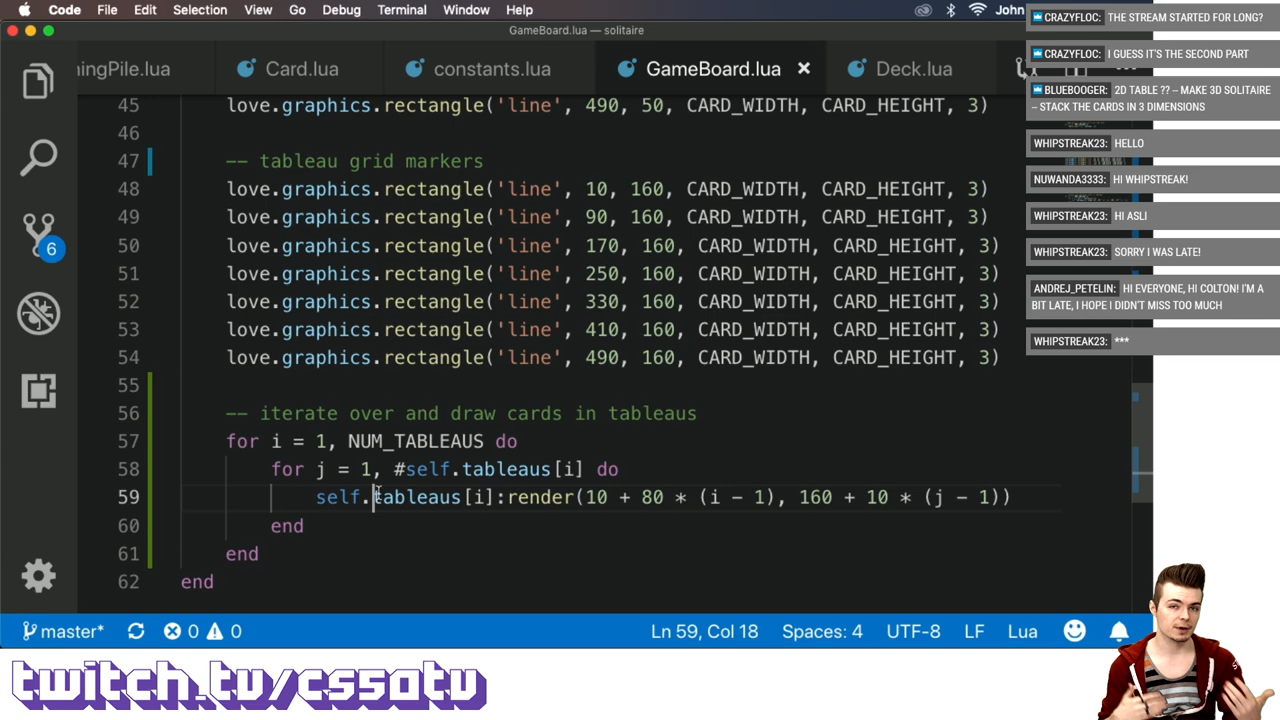 Code File Edit Selection View Go Debug Terminal Window Help John
GameBoard.lua — solitaire
ningPile.lua Card.lua constants.lua GameBoard.lua Deck.lua
45 love.graphics.rectangle('line', 490, 50, CARD_WIDTH, CARD_HEIGHT, 3)
46
47 -- tableau grid markers
48 love.graphics.rectangle('line', 10, 160, CARD_WIDTH, CARD_HEIGHT, 3)
49 love.graphics.rectangle('line', 90, 160, CARD_WIDTH, CARD_HEIGHT, 3)
50 love.graphics.rectangle('line', 170, 160, CARD_WIDTH, CARD_HEIGHT, 3)
51 love.graphics.rectangle('line', 250, 160, CARD_WIDTH, CARD_HEIGHT, 3)
52 love.graphics.rectangle('line', 330, 160, CARD_WIDTH, CARD_HEIGHT, 3)
53 love.graphics.rectangle('line', 410, 160, CARD_WIDTH, CARD_HEIGHT, 3)
54 love.graphics.rectangle('line', 490, 160, CARD_WIDTH, CARD_HEIGHT, 3)
55
56 -- iterate over and draw cards in tableaus
57 for i = 1, NUM_TABLEAUS do
58 for j = 1, #self.tableaus[i] do
59 self.tableaus[i]:render(10 + 80 * (i - 1), 160 + 10 * (j - 1))
60 end
61 end
62 end
6
master* 0 0 Ln 59, Col 18 Spaces: 4 UTF-8 LF Lua
CRAZYFLOC: THE STREAM STARTED FOR LONG?
CRAZYFLOC: I GUESS IT'S THE SECOND PART
BLUEBOOGER: 2D TABLE ?? -- MAKE 3D SOLITAIRE
-- STACK THE CARDS IN 3 DIMENSIONS
WHIPSTREAK23: HELLO
NUWANDA3333: HI WHIPSTREAK!
WHIPSTREAK23: HI ASLI
WHIPSTREAK23: SORRY I WAS LATE!
ANDREJ_PETELIN: HI EVERYONE, HI COLTON! I'M A
BIT LATE, I HOPE I DIDN'T MISS TOO MUCH
WHIPSTREAK23: ***
twitch.tv/cs50tv